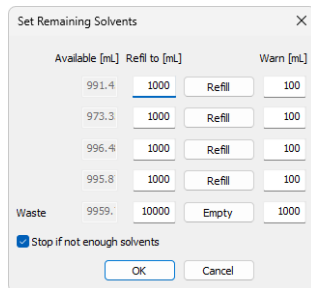 Set Remaining Solvents
Available [mL] Refil to [mL] Warn [mL]
991.4 1000 Refill 100
973.3 1000 Refill 100
996.4 1000 Refill 100
995.8 1000 Refill 100
Waste 9959. 10000 Empty 1000
Stop if not enough solvents
OK Cancel